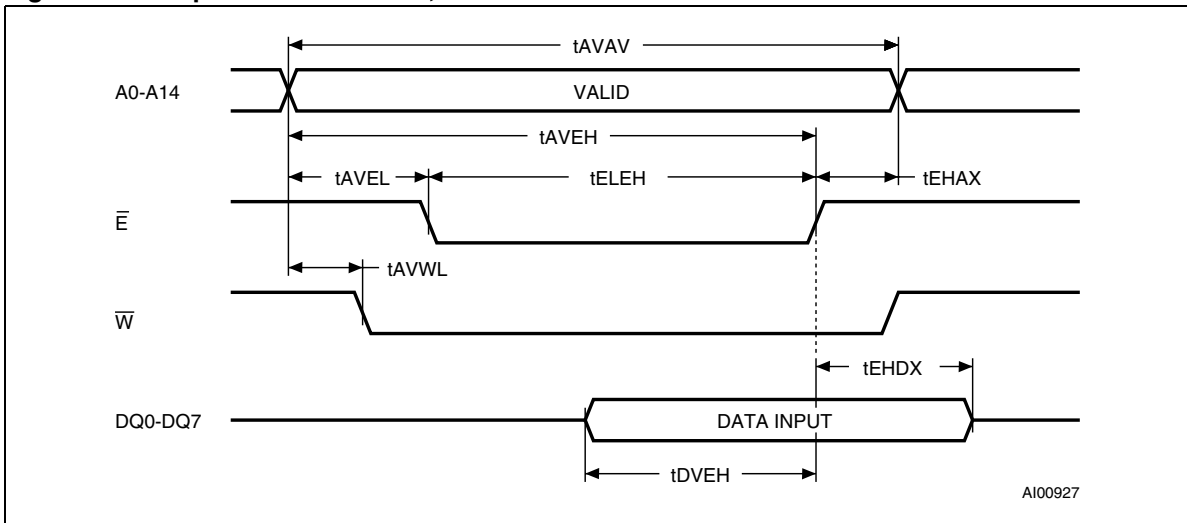 tAVAV
A0-A14
VALID
tAVEH
tAVEL
tELEH
tEHAX
E̅
tAVWL
W̅
tEHDX
DQ0-DQ7
DATA INPUT
tDVEH
AI00927